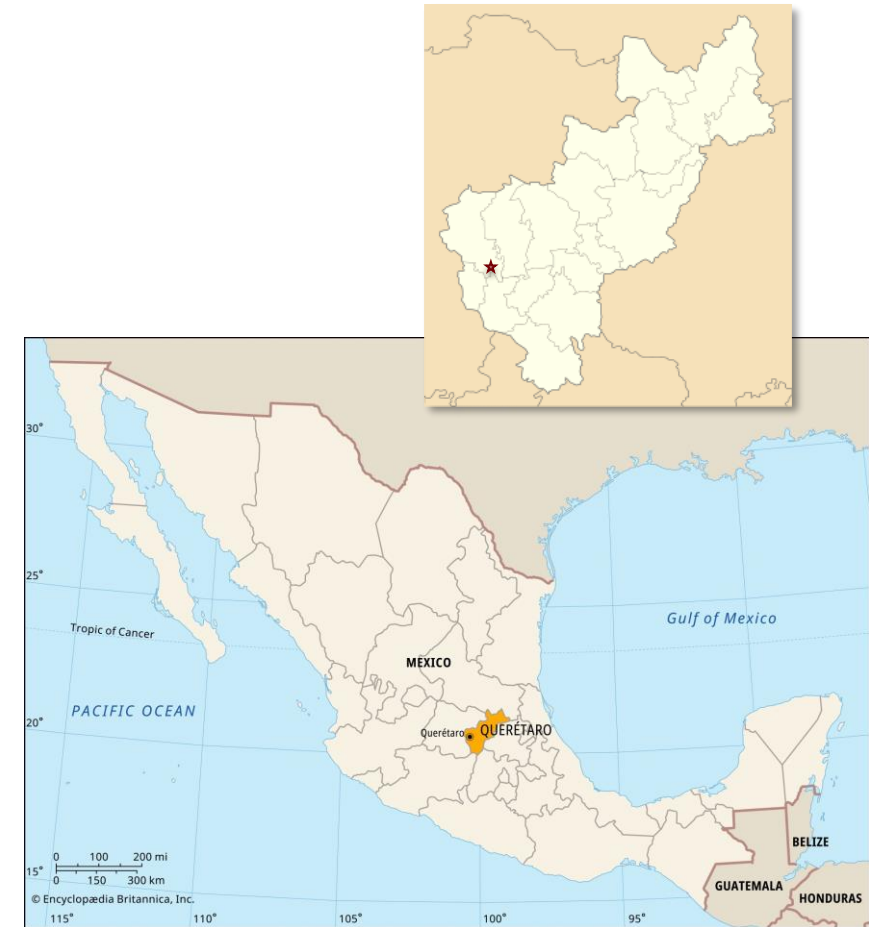 30°
25°
Tropic of Cancer
Gulf of Mexico
MEXICO
PACIFIC OCEAN
20°
Querétaro
QUERÉTARO
0 100 200 mi
0 150 300 km
15°
BELIZE
GUATEMALA
HONDURAS
© Encyclopædia Britannica, Inc.
115° 110° 105° 100° 95°